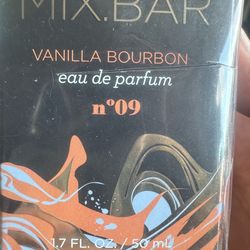 MIX.BAR
VANILLA BOURBON
eau de parfum
nº09
1.7 FL. OZ. / 50 mL